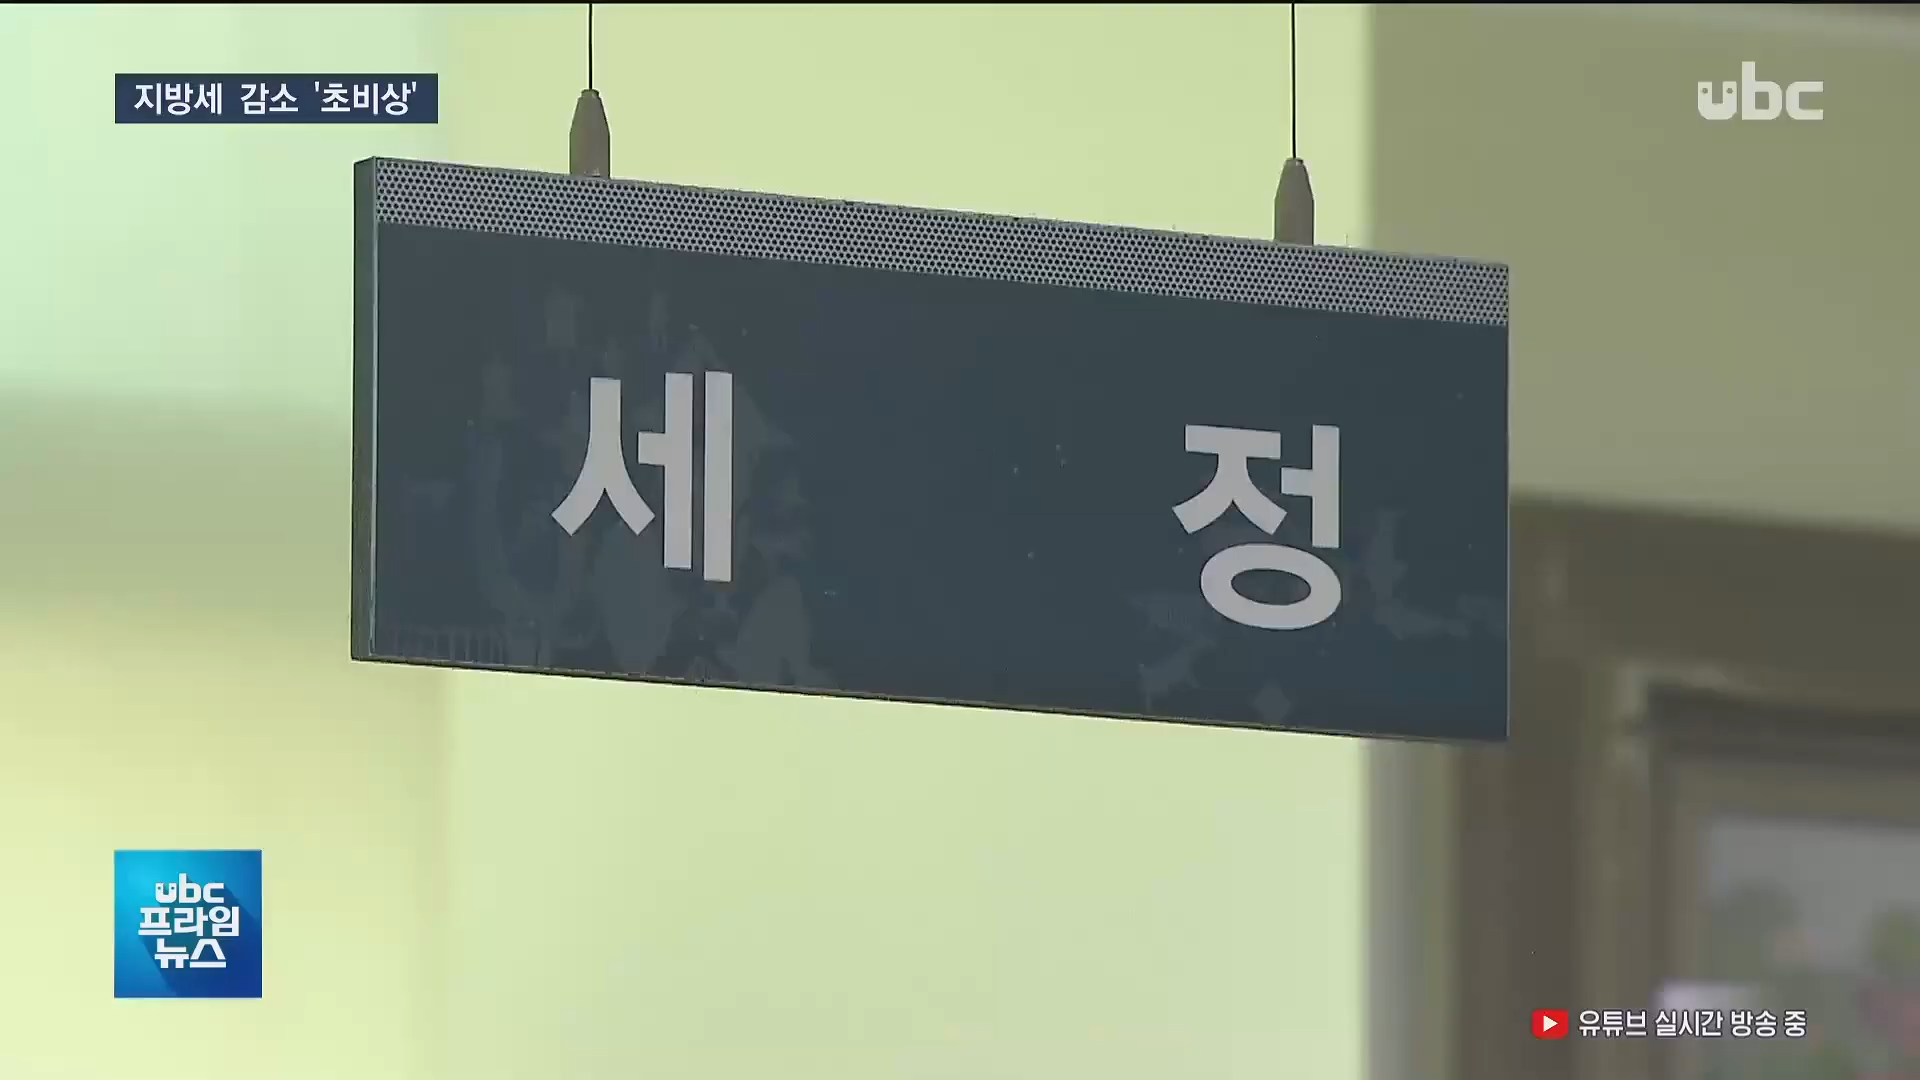 지방세 감소 '초비상'
ubc
세 정
ubc
프라임
뉴스
유튜브 실시간 방송 중